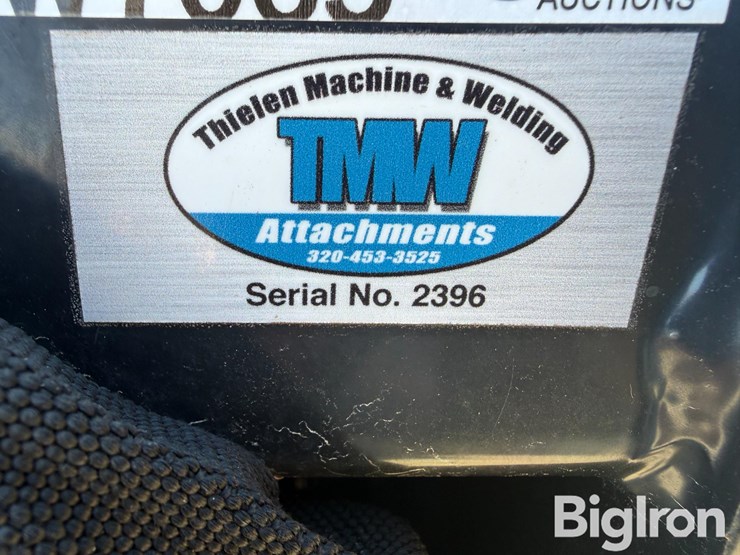 AUCTIONS
Thielen Machine & Welding
TMW
Attachments
320-453-3525
Serial No. 2396
BigIron